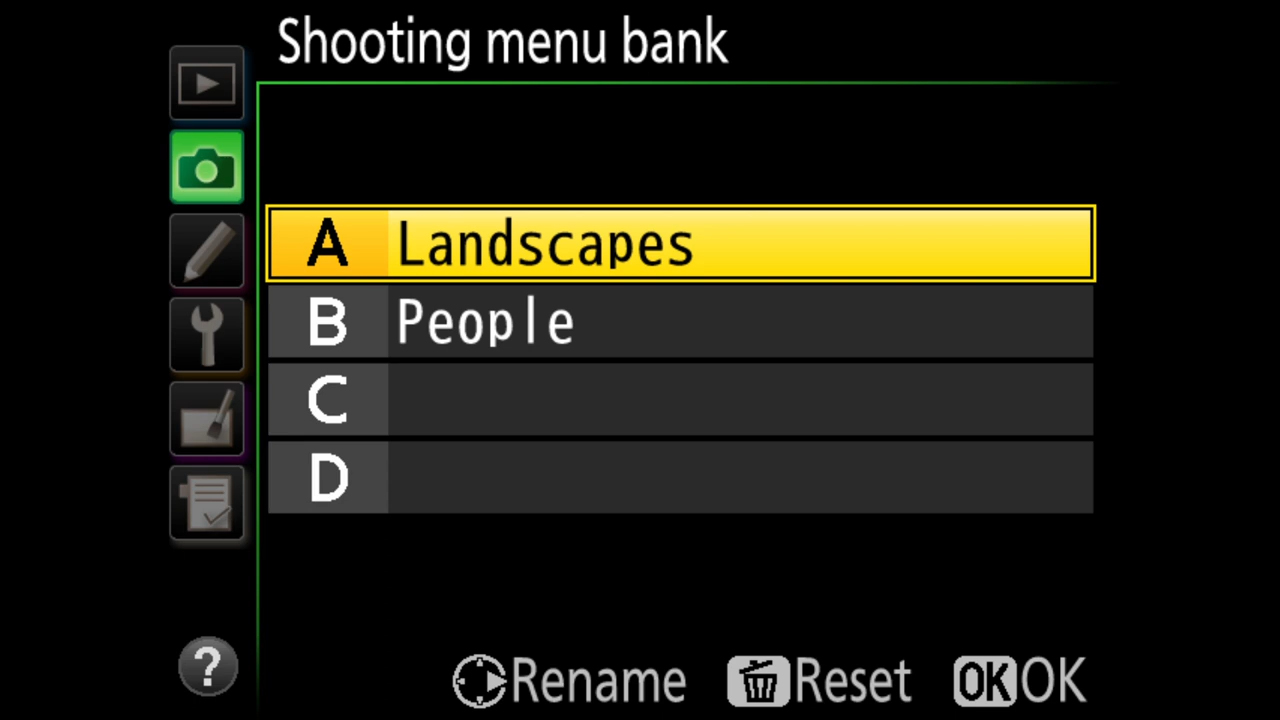 Shooting menu bank
A Landscapes
B People
C
D
? Rename Reset OK OK